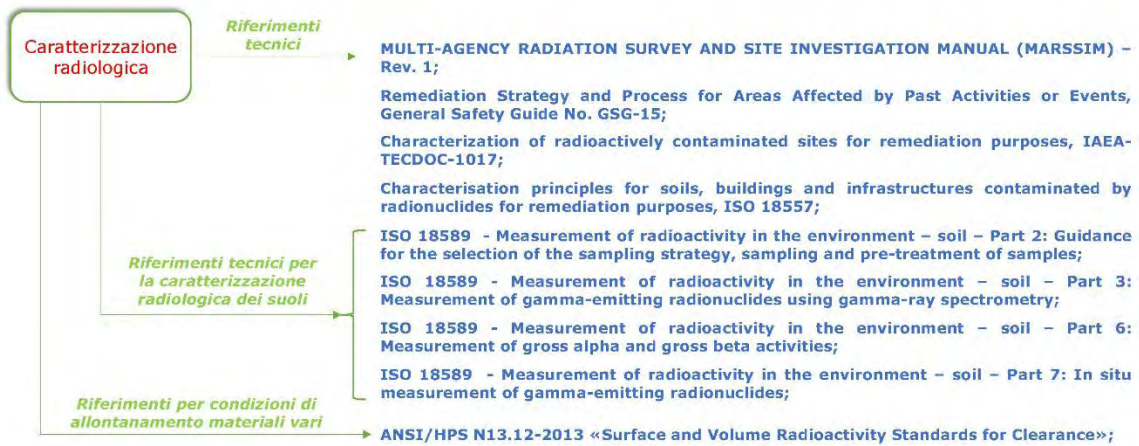 Caratterizzazione
radiologica
Riferimenti
tecnici
MULTI-AGENCY RADIATION SURVEY AND SITE INVESTIGATION MANUAL (MARSSIM) –
Rev. 1;
Remediation Strategy and Process for Areas Affected by Past Activities or Events,
General Safety Guide No. GSG-15;
Characterization of radioactively contaminated sites for remediation purposes, IAEA-
TECDOC-1017;
Characterisation principles for soils, buildings and infrastructures contaminated by
radionuclides for remediation purposes, ISO 18557;
Riferimenti tecnici per
la caratterizzazione
radiologica dei suoli
ISO 18589 - Measurement of radioactivity in the environment – soil – Part 2: Guidance
for the selection of the sampling strategy, sampling and pre-treatment of samples;
ISO 18589 - Measurement of radioactivity in the environment – soil – Part 3:
Measurement of gamma-emitting radionuclides using gamma-ray spectrometry;
ISO 18589 - Measurement of radioactivity in the environment – soil – Part 6:
Measurement of gross alpha and gross beta activities;
ISO 18589 - Measurement of radioactivity in the environment – soil – Part 7: In situ
measurement of gamma-emitting radionuclides;
Riferimenti per condizioni di
allontanamento materiali vari
ANSI/HPS N13.12-2013 «Surface and Volume Radioactivity Standards for Clearance»;